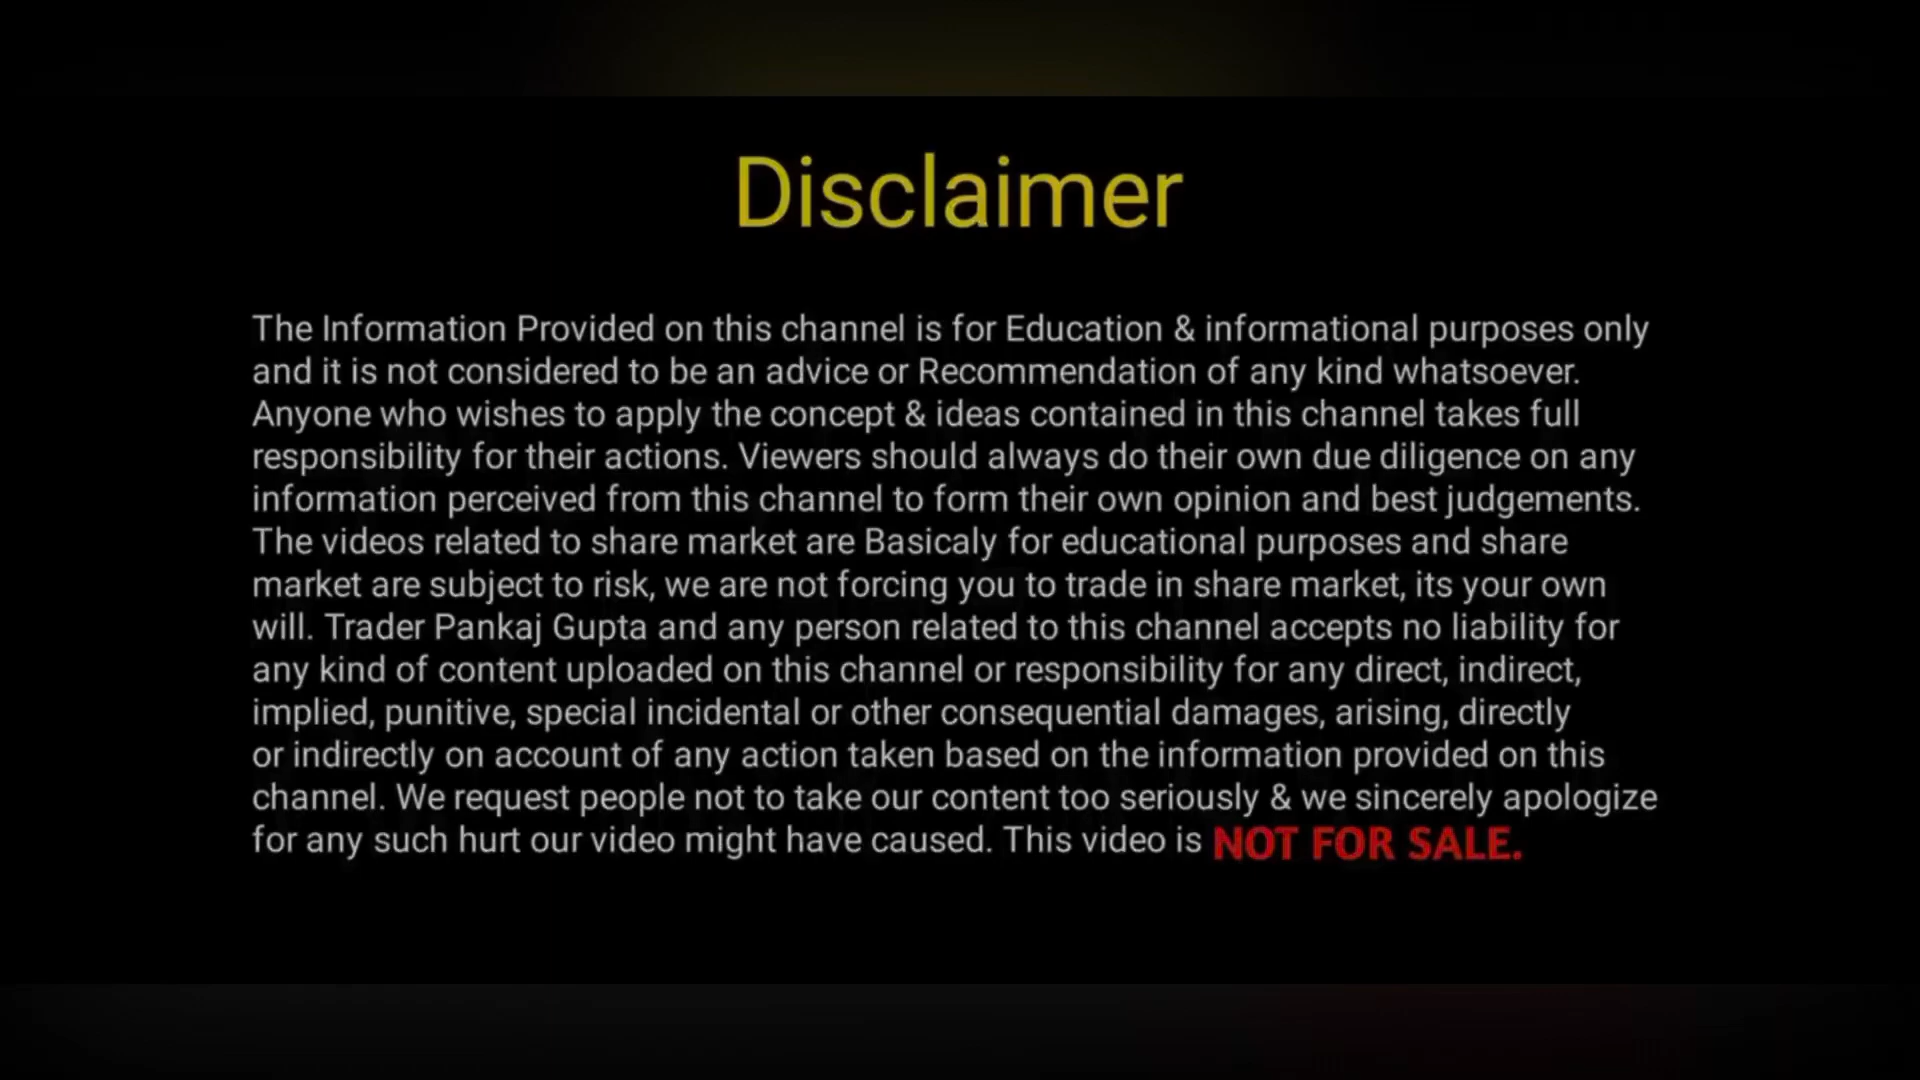 Disclaimer
The Information Provided on this channel is for Education & informational purposes only
and it is not considered to be an advice or Recommendation of any kind whatsoever.
Anyone who wishes to apply the concept & ideas contained in this channel takes full
responsibility for their actions. Viewers should always do their own due diligence on any
information perceived from this channel to form their own opinion and best judgements.
The videos related to share market are Basicaly for educational purposes and share
market are subject to risk, we are not forcing you to trade in share market, its your own
will. Trader Pankaj Gupta and any person related to this channel accepts no liability for
any kind of content uploaded on this channel or responsibility for any direct, indirect,
implied, punitive, special incidental or other consequential damages, arising, directly
or indirectly on account of any action taken based on the information provided on this
channel. We request people not to take our content too seriously & we sincerely apologize
for any such hurt our video might have caused. This video is NOT FOR SALE.